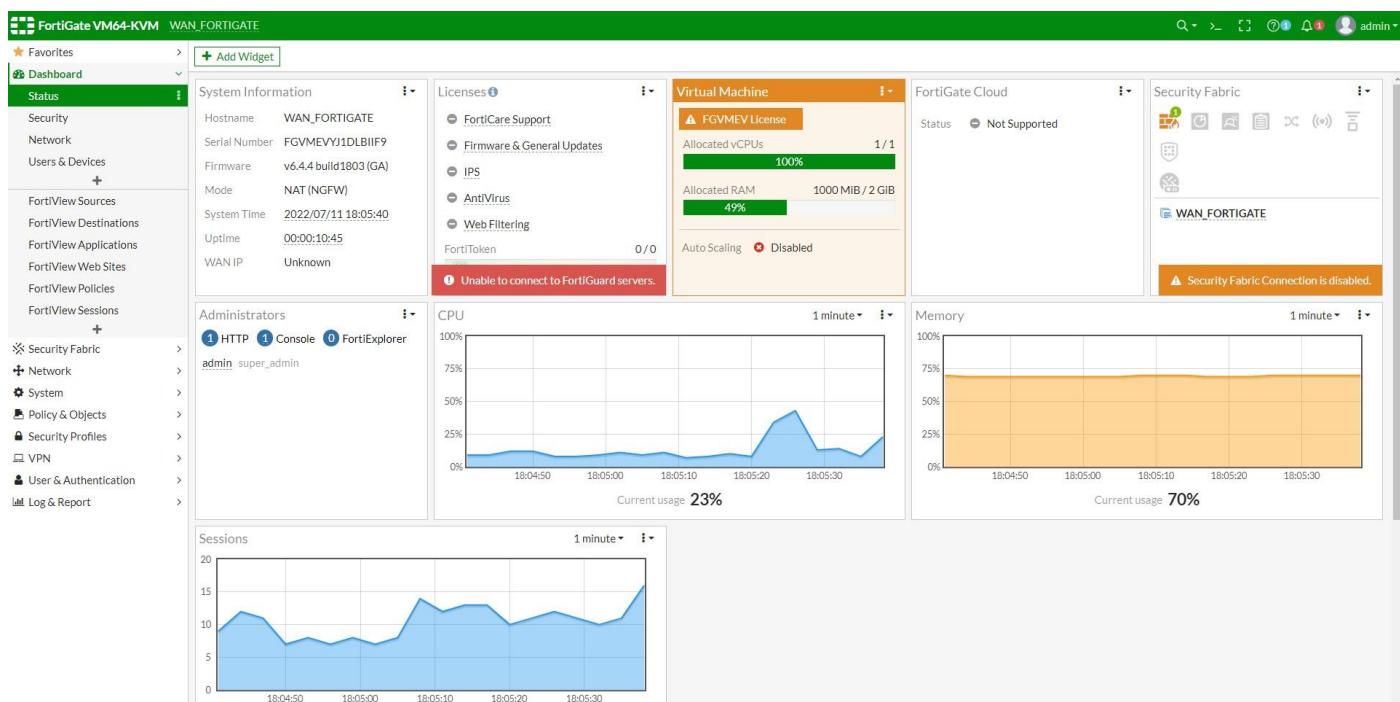 FortiGate VM64-KVM WAN_FORTIGATE
1 1 admin
Favorites
Dashboard
Status
Security
Network
Users & Devices
FortiView Sources
FortiView Destinations
FortiView Applications
FortiView Web Sites
FortiView Policies
FortiView Sessions
Security Fabric
Network
System
Policy & Objects
Security Profiles
VPN
User & Authentication
Log & Report
Add Widget
System Information
Hostname WAN_FORTIGATE
Serial Number FGVMEVYJ1DLBIIF9
Firmware v6.4.4 build1803 (GA)
Mode NAT (NGFW)
System Time 2022/07/11 18:05:40
Uptime 00:00:10:45
WAN IP Unknown
Licenses
FortiCare Support
Firmware & General Updates
IPS
AntiVirus
Web Filtering
FortiToken 0 / 0
Unable to connect to FortiGuard servers.
Virtual Machine
FGVMEV License
Allocated vCPUs 1 / 1
100%
Allocated RAM 1000 MiB / 2 GiB
49%
Auto Scaling Disabled
FortiGate Cloud
Status Not Supported
Security Fabric
1
WAN_FORTIGATE
Security Fabric Connection is disabled.
Administrators
1 HTTP 1 Console 0 FortiExplorer
admin super_admin
CPU 1 minute
100%
75%
50%
25%
0%
18:04:50 18:05:00 18:05:10 18:05:20 18:05:30
Current usage 23%
Memory 1 minute
100%
75%
50%
25%
0%
18:04:50 18:05:00 18:05:10 18:05:20 18:05:30
Current usage 70%
Sessions 1 minute
20
15
10
5
0
18:04:50 18:05:00 18:05:10 18:05:20 18:05:30